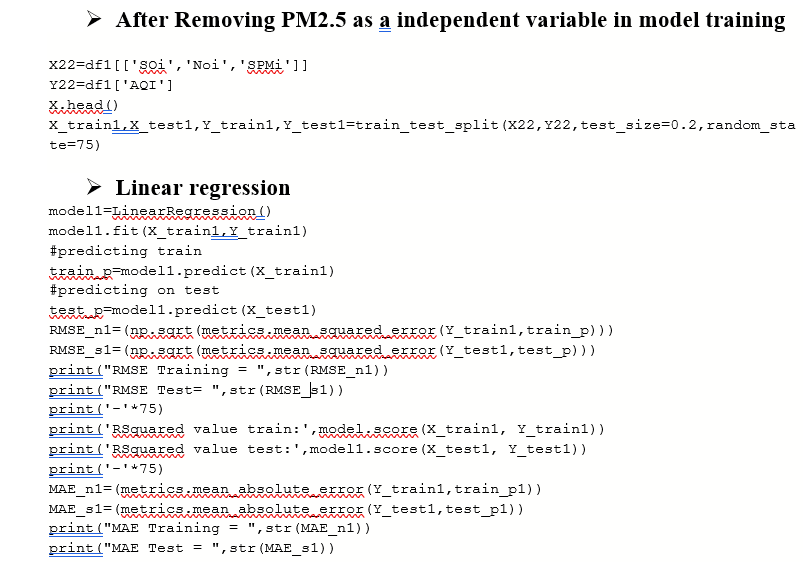 ➢ After Removing PM2.5 as a independent variable in model training
X22=df1[['SOi','Noi','SPMi']]
Y22=df1['AQI']
X.head()
X_train1,X_test1,Y_train1,Y_test1=train_test_split(X22,Y22,test_size=0.2,random_sta
te=75)
➢ Linear regression
model1=LinearRegression()
model1.fit(X_train1,Y_train1)
#predicting train
train_p=model1.predict(X_train1)
#predicting on test
test_p=model1.predict(X_test1)
RMSE_n1=(np.sqrt(metrics.mean_squared_error(Y_train1,train_p)))
RMSE_s1=(np.sqrt(metrics.mean_squared_error(Y_test1,test_p)))
print("RMSE Training = ",str(RMSE_n1))
print("RMSE Test= ",str(RMSE_s1))
print('-'*75)
print('RSquared value train:',model.score(X_train1, Y_train1))
print('RSquared value test:',model1.score(X_test1, Y_test1))
print('-'*75)
MAE_n1=(metrics.mean_absolute_error(Y_train1,train_p1))
MAE_s1=(metrics.mean_absolute_error(Y_test1,test_p1))
print("MAE Training = ",str(MAE_n1))
print("MAE Test = ",str(MAE_s1))